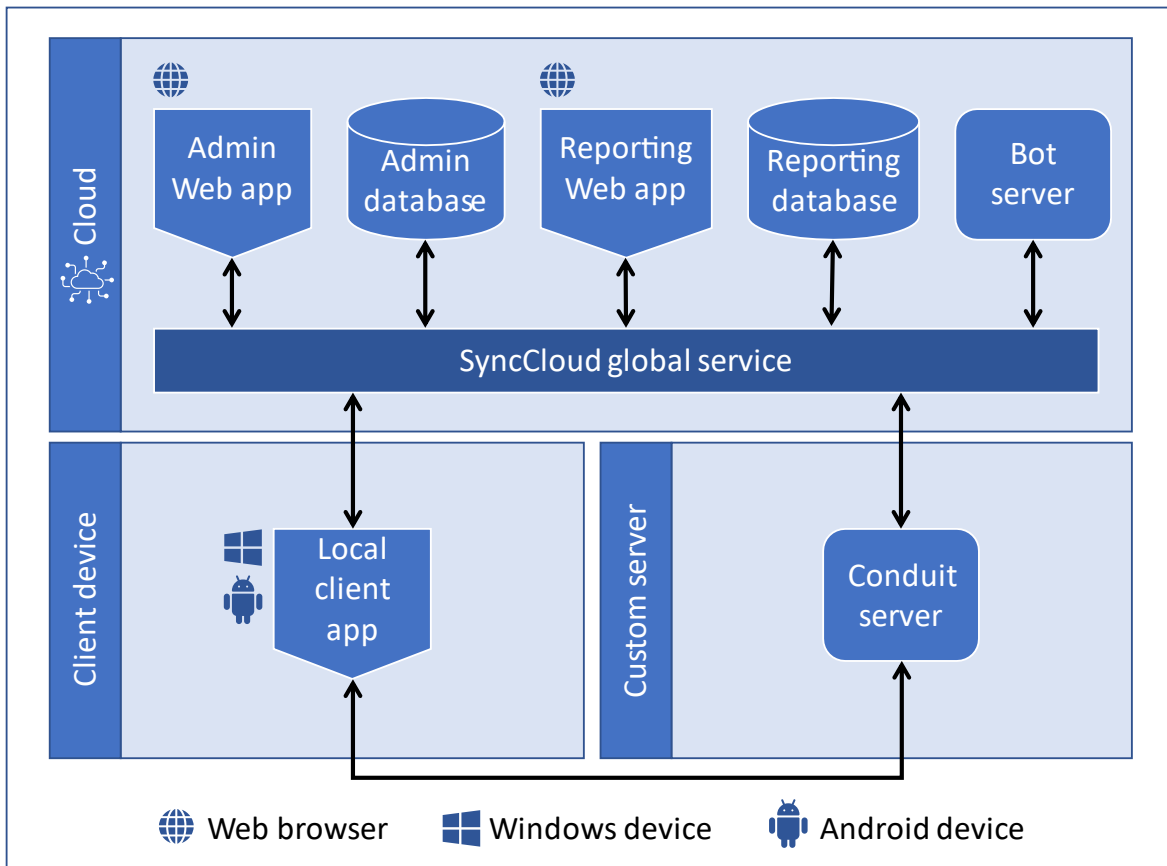 Cloud
Admin
Web app
Admin
database
Reporting
Web app
Reporting
database
Bot
server
SyncCloud global service
Client device
Local
client
app
Custom server
Conduit
server
Web browser
Windows device
Android device